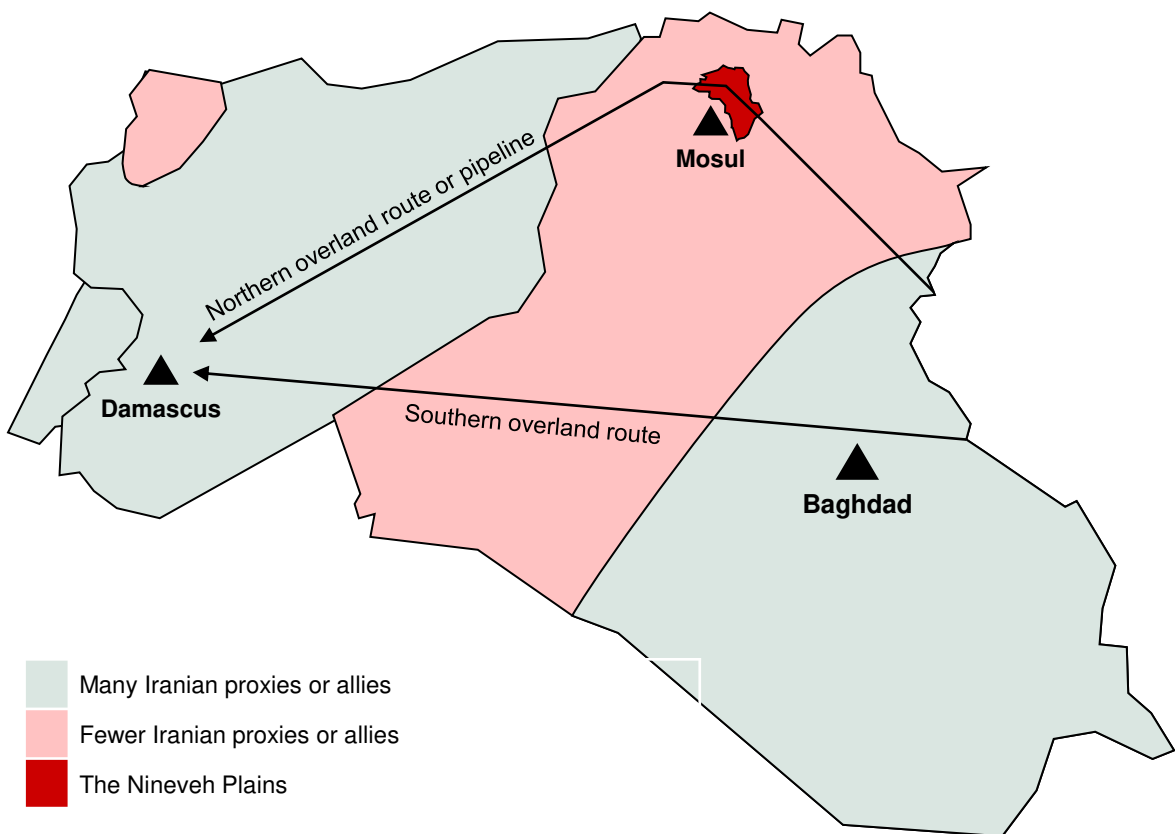 Mosul
Northern overland route or pipeline
Damascus
Southern overland route
Baghdad
Many Iranian proxies or allies
Fewer Iranian proxies or allies
The Nineveh Plains